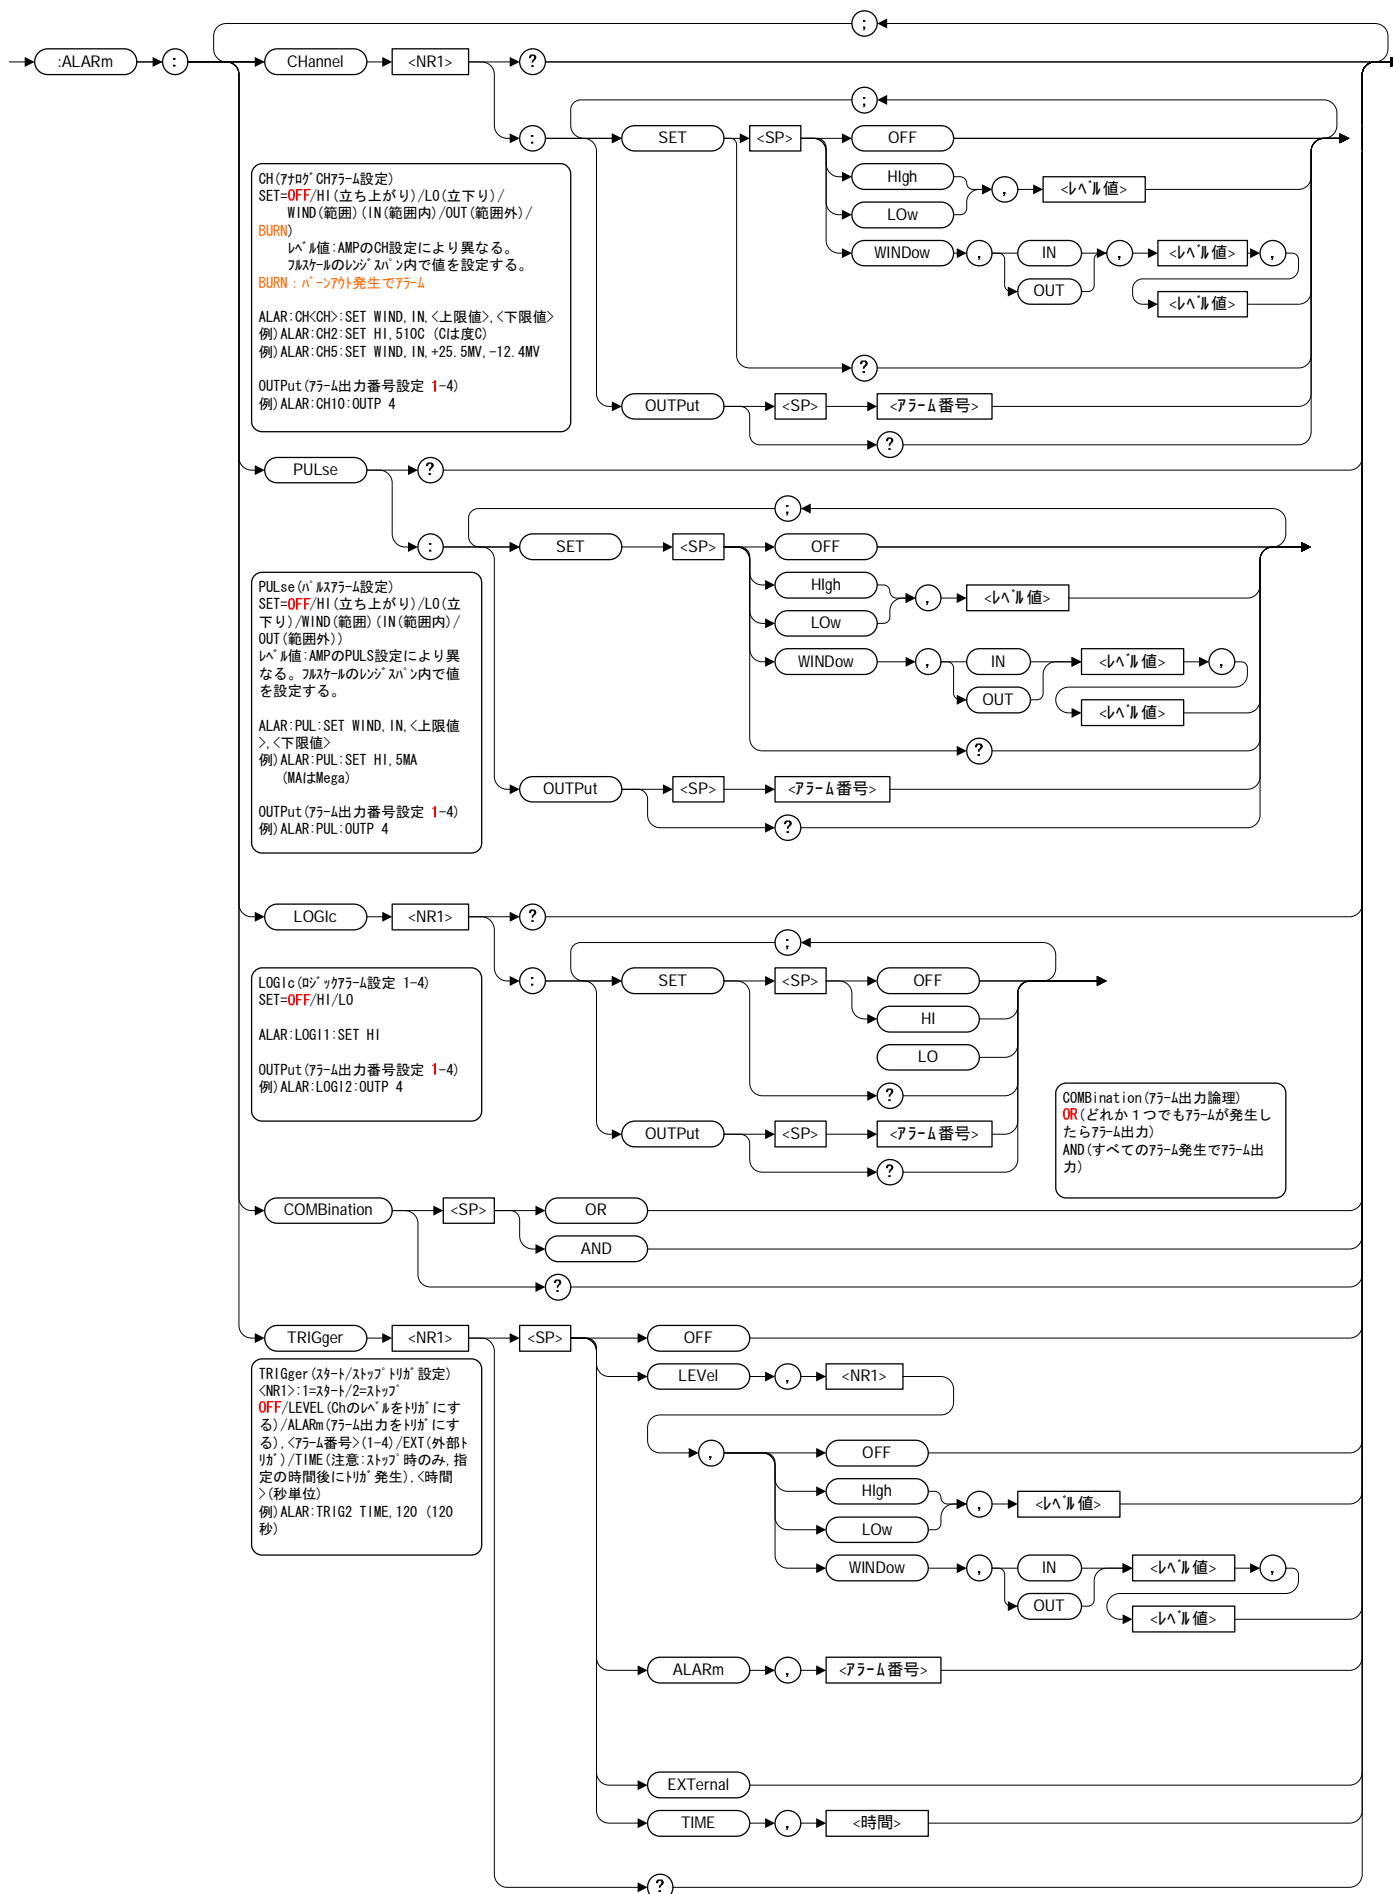 ;
:ALARm : CHannel <NR1> ?
;
: SET <SP> OFF
HIgh , <ﾚﾍﾞﾙ値>
LOw
WINDow , IN , <ﾚﾍﾞﾙ値> ,
OUT <ﾚﾍﾞﾙ値>
?
OUTPut <SP> <ｱﾗｰﾑ番号>
?
CH(ｱﾅﾛｸﾞCHｱﾗｰﾑ設定)
SET=OFF/HI(立ち上がり)/LO(立下り)/
WIND(範囲)(IN(範囲内)/OUT(範囲外)/
BURN)
ﾚﾍﾞﾙ値:AMPのCH設定により異なる。
ﾌﾙｽｹｰﾙのﾚﾝｼﾞｽﾊﾟﾝ内で値を設定する。
BURN：ﾊﾞｰﾝｱｳﾄ発生でｱﾗｰﾑ
ALAR:CH<CH>:SET WIND,IN,<上限値>,<下限値>
例)ALAR:CH2:SET HI,510C (Cは度C)
例)ALAR:CH5:SET WIND,IN,+25.5MV,-12.4MV
OUTPut(ｱﾗｰﾑ出力番号設定 1-4)
例)ALAR:CH10:OUTP 4
PULse ?
;
: SET <SP> OFF
HIgh , <ﾚﾍﾞﾙ値>
LOw
WINDow , IN <ﾚﾍﾞﾙ値> ,
OUT <ﾚﾍﾞﾙ値>
?
OUTPut <SP> <ｱﾗｰﾑ番号>
?
PULse(ﾊﾟﾙｽｱﾗｰﾑ設定)
SET=OFF/HI(立ち上がり)/LO(立
下り)/WIND(範囲)(IN(範囲内)/
OUT(範囲外))
ﾚﾍﾞﾙ値:AMPのPULS設定により異
なる。ﾌﾙｽｹｰﾙのﾚﾝｼﾞｽﾊﾟﾝ内で値
を設定する。
ALAR:PUL:SET WIND,IN,<上限値
>,<下限値>
例)ALAR:PUL:SET HI,5MA
(MAはMega)
OUTPut(ｱﾗｰﾑ出力番号設定 1-4)
例)ALAR:PUL:OUTP 4
LOGIc <NR1> ?
;
: SET <SP> OFF
HI
LO
?
OUTPut <SP> <ｱﾗｰﾑ番号>
?
LOGIc(ﾛｼﾞｯｸｱﾗｰﾑ設定 1-4)
SET=OFF/HI/LO
ALAR:LOGI1:SET HI
OUTPut(ｱﾗｰﾑ出力番号設定 1-4)
例)ALAR:LOGI2:OUTP 4
COMBination(ｱﾗｰﾑ出力論理)
OR(どれか１つでもｱﾗｰﾑが発生し
たらｱﾗｰﾑ出力)
AND(すべてのｱﾗｰﾑ発生でｱﾗｰﾑ出
力)
COMBination <SP> OR
AND
?
TRIGger <NR1> <SP> OFF
LEVel , <NR1>
, OFF
HIgh , <ﾚﾍﾞﾙ値>
LOw
WINDow , IN <ﾚﾍﾞﾙ値> ,
OUT <ﾚﾍﾞﾙ値>
ALARm , <ｱﾗｰﾑ番号>
EXTernal
TIME , <時間>
?
TRIGger(ｽﾀｰﾄ/ｽﾄｯﾌﾟﾄﾘｶﾞ設定)
<NR1>:1=ｽﾀｰﾄ/2=ｽﾄｯﾌﾟ
OFF/LEVEL(Chのﾚﾍﾞﾙをﾄﾘｶﾞにす
る)/ALARm(ｱﾗｰﾑ出力をﾄﾘｶﾞにす
る),<ｱﾗｰﾑ番号>(1-4)/EXT(外部ﾄ
ﾘｶﾞ)/TIME(注意:ｽﾄｯﾌﾟ時のみ,指
定の時間後にﾄﾘｶﾞ発生),<時間
>(秒単位)
例)ALAR:TRIG2 TIME,120 (120
秒)